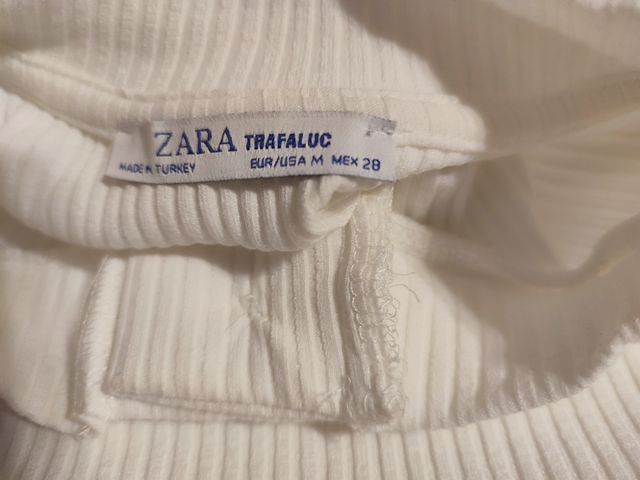 ZARA TRAFALUC
MADE IN TURKEY EUR/USA M MEX 28